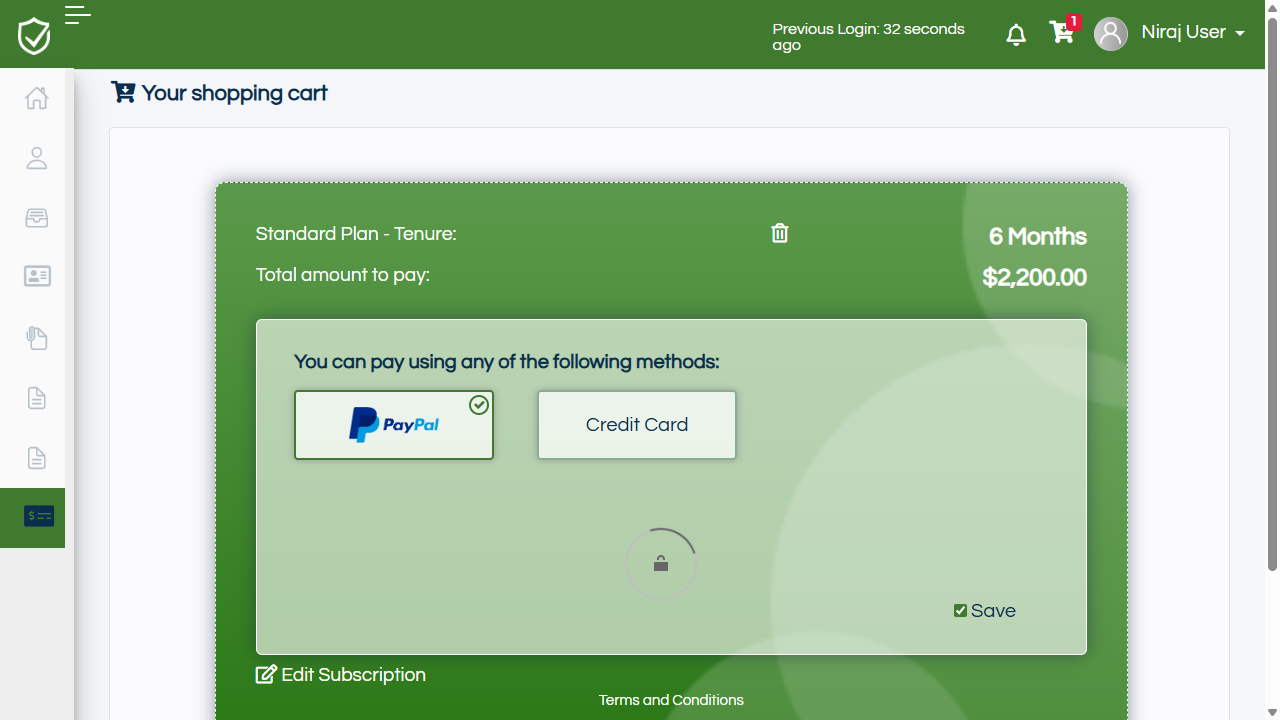 Previous Login: 32 seconds
ago
1
Niraj User
Your shopping cart
Standard Plan - Tenure:
6 Months
Total amount to pay:
$2,200.00
You can pay using any of the following methods:
PayPal
Credit Card
Save
Edit Subscription
Terms and Conditions